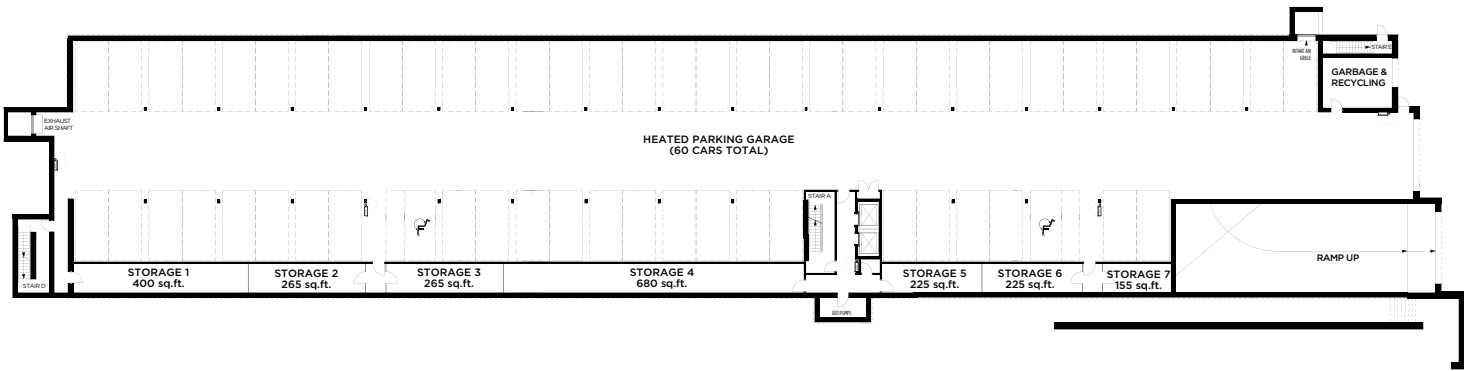 INTAKE AIR
GRILLE
STAIR E
GARBAGE &
RECYCLING
EXHAUST
AIR SHAFT
HEATED PARKING GARAGE
(60 CARS TOTAL)
STAIR A
STAIR D
STORAGE 1
400 sq.ft.
STORAGE 2
265 sq.ft.
STORAGE 3
265 sq.ft.
STORAGE 4
680 sq.ft.
STORAGE 5
225 sq.ft.
STORAGE 6
225 sq.ft.
STORAGE 7
155 sq.ft.
RAMP UP
GEO PUMPS